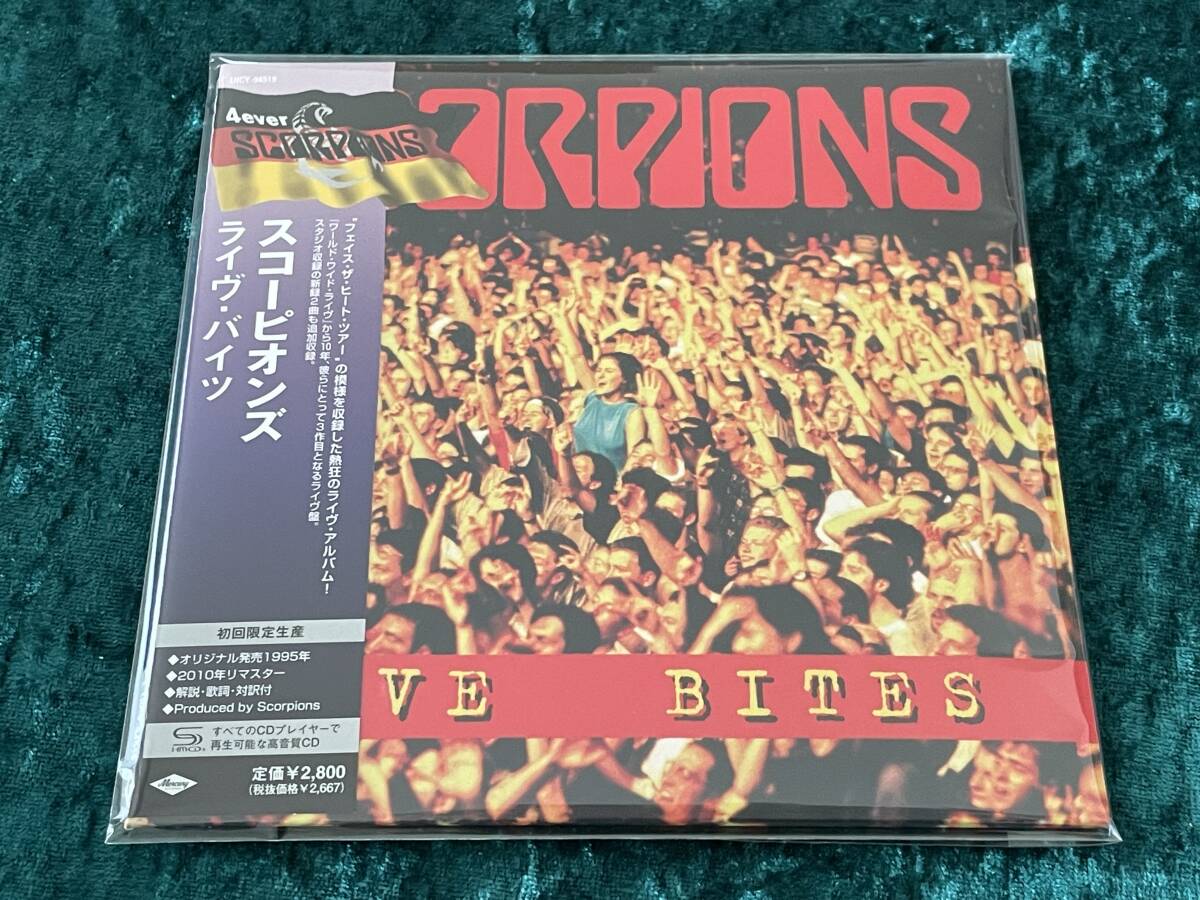 UICY-94519
4ever
SCORPIONS
ORPIONS
スコーピオンズ
ライヴ・バイツ
"フェイス・ザ・ヒート・ツアー"の模様を収録した熱狂のライヴ・アルバム!
『ワールド・ワイド・ライヴ』から10年、彼らにとって3作目となるライヴ盤。
スタジオ収録の新録2曲も追加収録。
VE BITES
初回限定生産
◆オリジナル発売1995年
◆2010年リマスター
◆解説・歌詞・対訳付
◆Produced by Scorpions
SHM-CD
すべてのCDプレイヤーで
再生可能な高音質CD
Mercury
定価¥2,800
(税抜価格¥2,667)